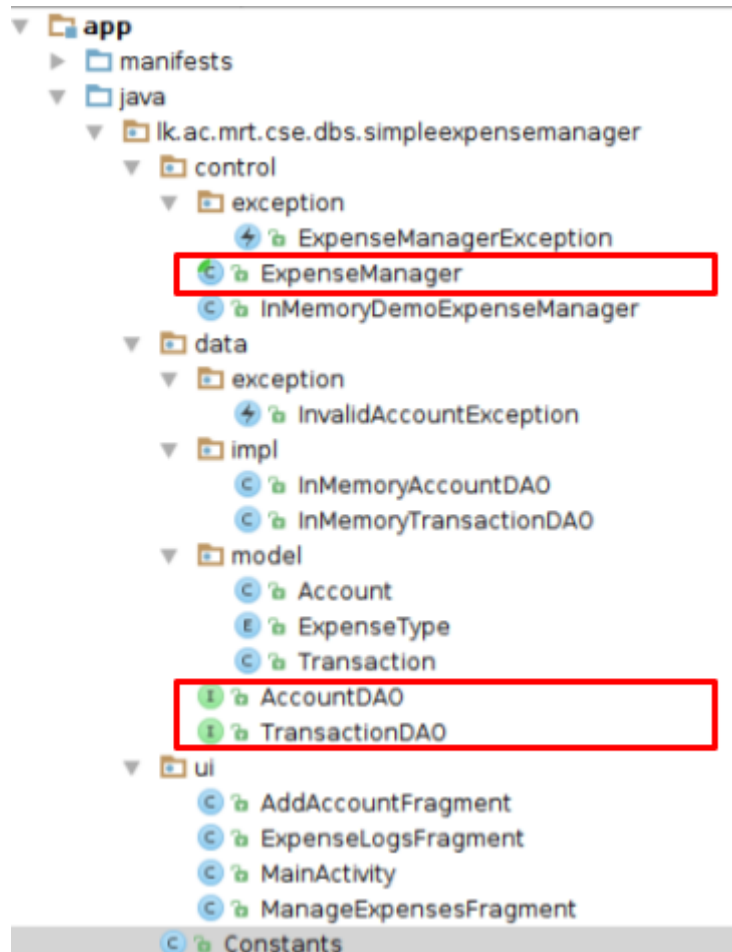 app
manifests
java
lk.ac.mrt.cse.dbs.simpleexpensemanager
control
exception
ExpenseManagerException
ExpenseManager
InMemoryDemoExpenseManager
data
exception
InvalidAccountException
impl
InMemoryAccountDAO
InMemoryTransactionDAO
model
Account
ExpenseType
Transaction
AccountDAO
TransactionDAO
ui
AddAccountFragment
ExpenseLogsFragment
MainActivity
ManageExpensesFragment
Constants